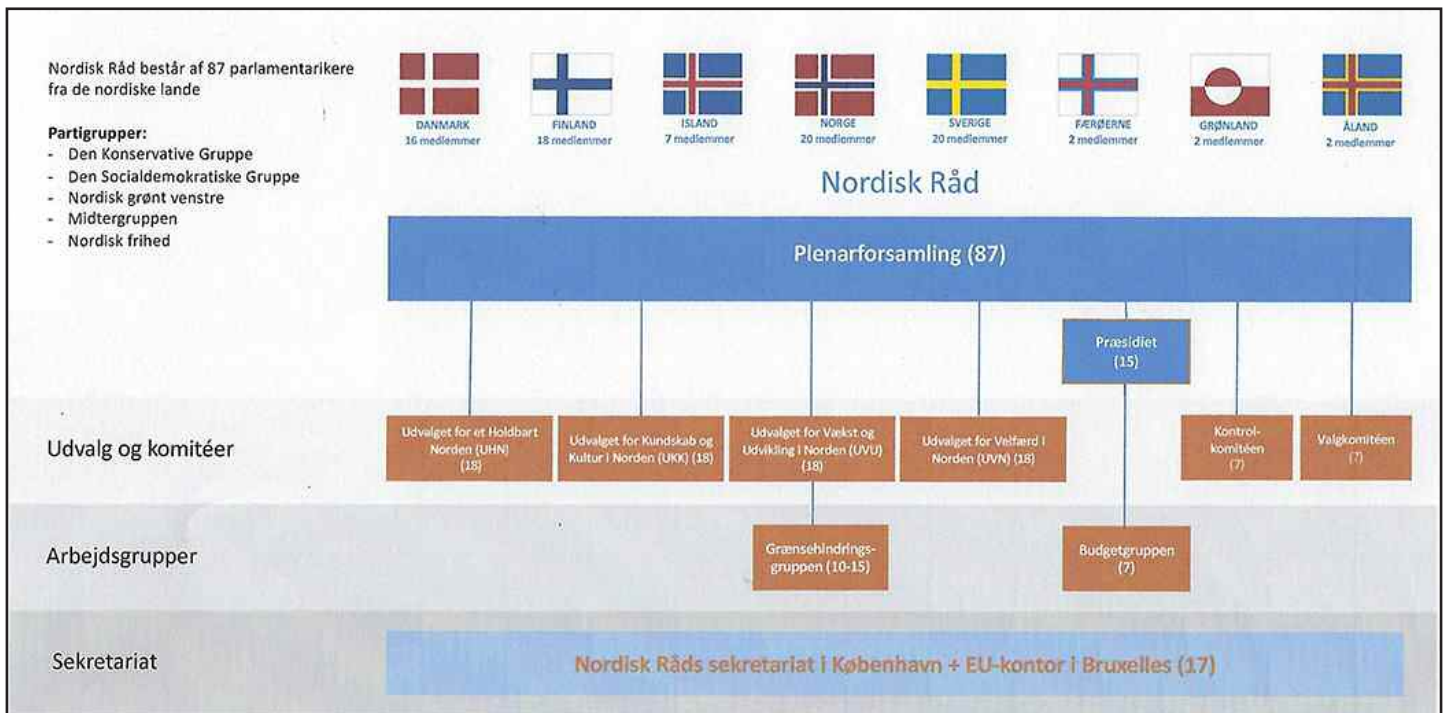 Nordisk Råd består af 87 parlamentarikere
fra de nordiske lande
Partigrupper:
- Den Konservative Gruppe
- Den Socialdemokratiske Gruppe
- Nordisk grønt venstre
- Midtergruppen
- Nordisk frihed
DANMARK
16 medlemmer
FINLAND
18 medlemmer
ISLAND
7 medlemmer
NORGE
20 medlemmer
SVERIGE
20 medlemmer
FÆRØERNE
2 medlemmer
GRØNLAND
2 medlemmer
ÅLAND
2 medlemmer
Nordisk Råd
Plenarforsamling (87)
Præsidiet
(15)
Udvalg og komitéer
Udvalget for et Holdbart
Norden (UHN)
(18)
Udvalget for Kundskab og
Kultur i Norden (UKK) (18)
Udvalget for Vækst og
Udvikling i Norden (UVU)
(18)
Udvalget for Velfærd i
Norden (UVN) (18)
Kontrol-
komitéen
(7)
Valgkomitéen
(7)
Arbejdsgrupper
Grænsehindrings-
gruppen (10-15)
Budgetgruppen
(7)
Sekretariat
Nordisk Råds sekretariat i København + EU-kontor i Bruxelles (17)